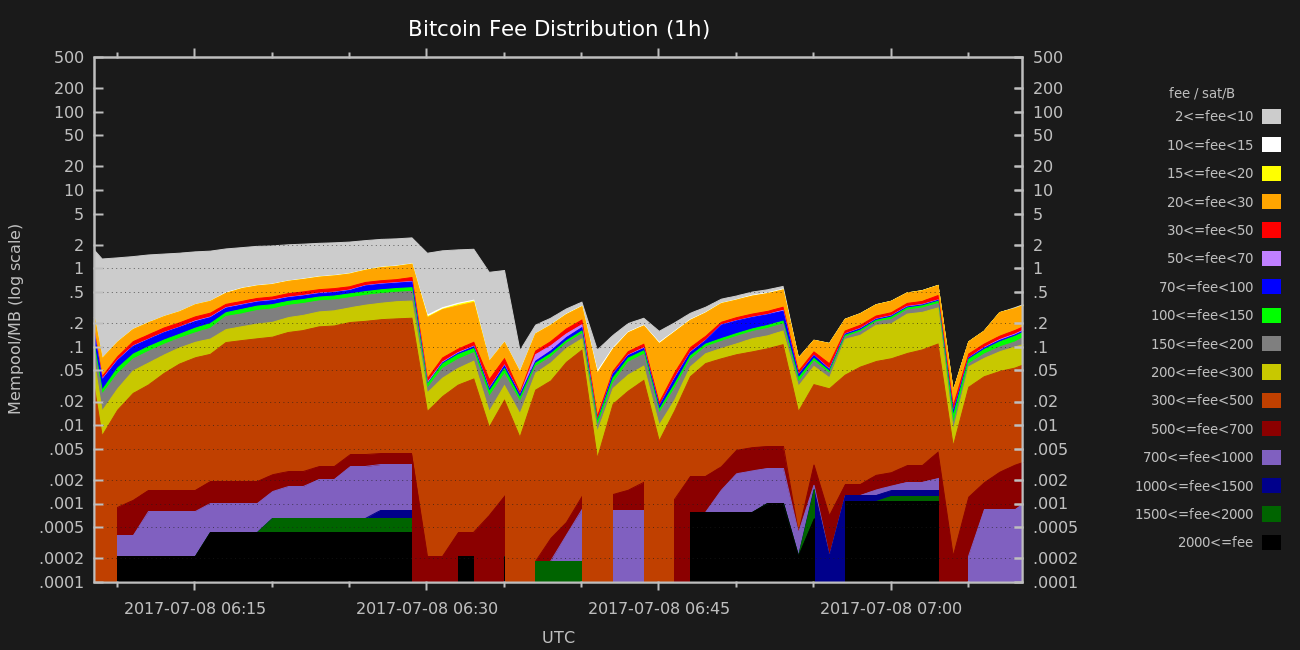 Bitcoin Fee Distribution (1h)
500 500
200 200
100 100
50 50
20 20
10 10
5 5
2 2
1 1
.5 .5
.2 .2
.1 .1
.05 .05
.02 .02
.01 .01
.005 .005
.002 .002
.001 .001
.0005 .0005
.0002 .0002
.0001 .0001
Mempool/MB (log scale)
2017-07-08 06:15 2017-07-08 06:30 2017-07-08 06:45 2017-07-08 07:00
UTC
fee / sat/B
2<=fee<10
10<=fee<15
15<=fee<20
20<=fee<30
30<=fee<50
50<=fee<70
70<=fee<100
100<=fee<150
150<=fee<200
200<=fee<300
300<=fee<500
500<=fee<700
700<=fee<1000
1000<=fee<1500
1500<=fee<2000
2000<=fee